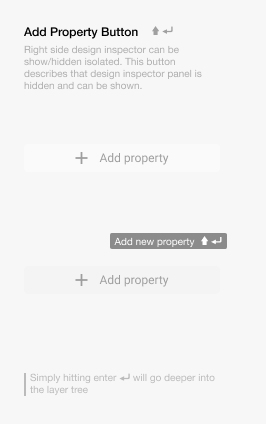 Add Property Button ⬆ ↵
Right side design inspector can be
show/hidden isolated. This button
describes that design inspector panel is
hidden and can be shown.
+ Add property
Add new property ⬆ ↵
+ Add property
Simply hitting enter ↵ will go deeper into
the layer tree